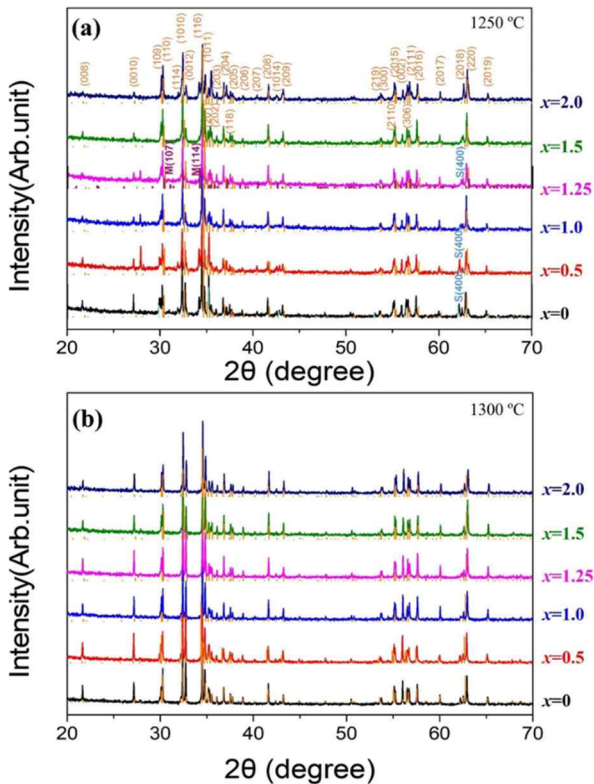 (a)
1250 °C
Intensity(Arb.unit)
(008)
(0010)
(109)
(110)
(114)
(1010)
(0012)
(116)
(1011)
(204)
(205)
(206)
(207)
(208)
(1014)
(209)
(202)
(118)
(219)
(300)
(2110)
(2015)
(2111)
(2016)
(306)
(2017)
(2018)
(220)
(2019)
M(107)
M(114)
S(400)
S(400)
S(400)
x=2.0
x=1.5
x=1.25
x=1.0
x=0.5
x=0
20 30 40 50 60 70
2θ (degree)
(b)
1300 °C
Intensity(Arb.unit)
x=2.0
x=1.5
x=1.25
x=1.0
x=0.5
x=0
20 30 40 50 60 70
2θ (degree)